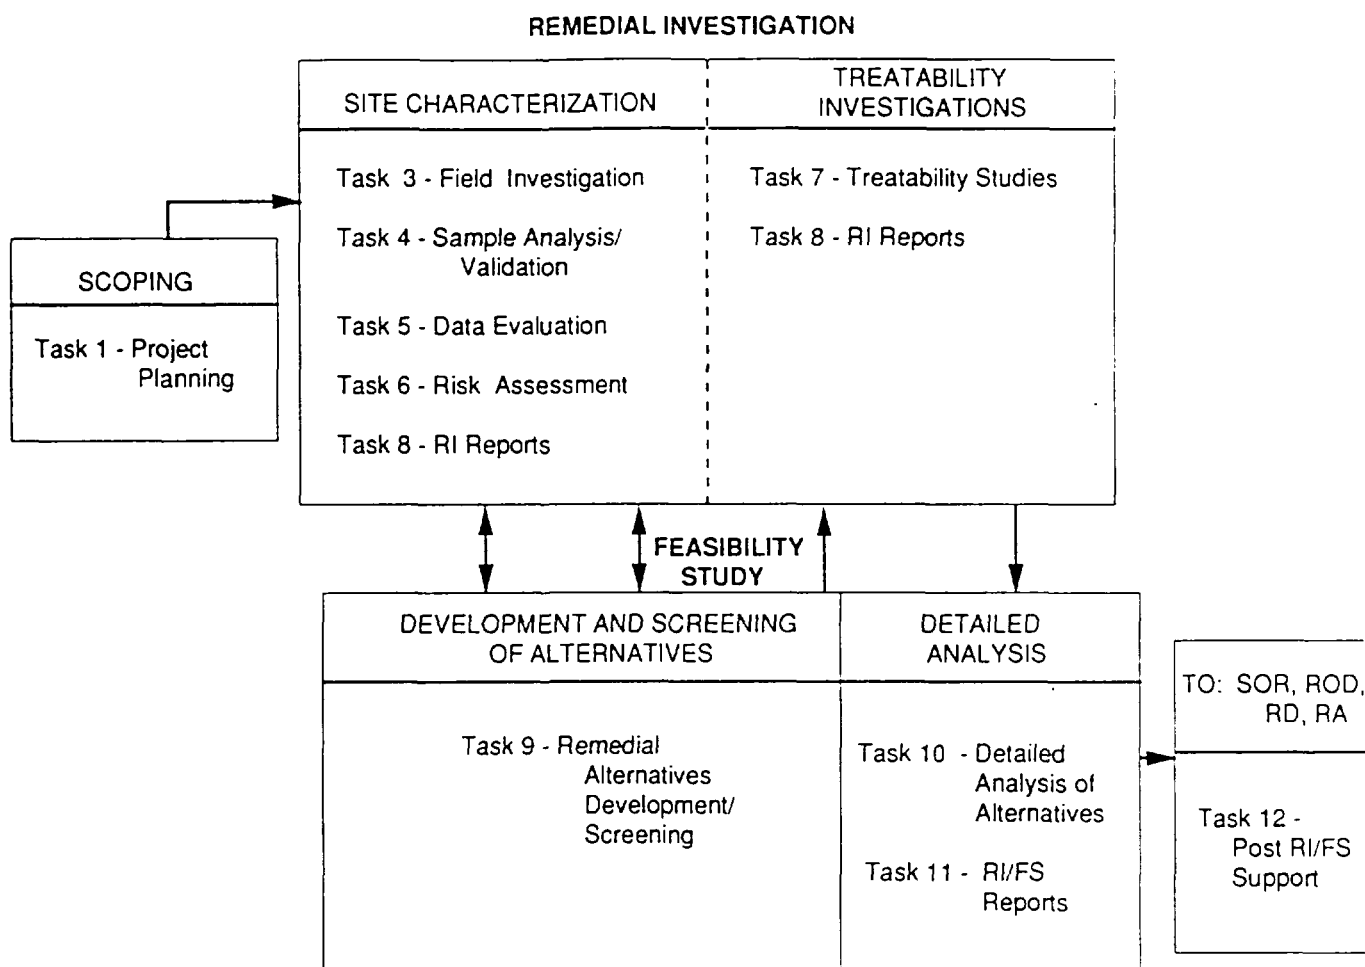 REMEDIAL INVESTIGATION
SITE CHARACTERIZATION
TREATABILITY
INVESTIGATIONS
Task 3 - Field Investigation
Task 4 - Sample Analysis/
Validation
Task 5 - Data Evaluation
Task 6 - Risk Assessment
Task 8 - RI Reports
Task 7 - Treatability Studies
Task 8 - RI Reports
SCOPING
Task 1 - Project
Planning
FEASIBILITY
STUDY
DEVELOPMENT AND SCREENING
OF ALTERNATIVES
Task 9 - Remedial
Alternatives
Development/
Screening
DETAILED
ANALYSIS
Task 10 - Detailed
Analysis of
Alternatives
Task 11 - RI/FS
Reports
TO: SOR, ROD,
RD, RA
Task 12 -
Post RI/FS
Support